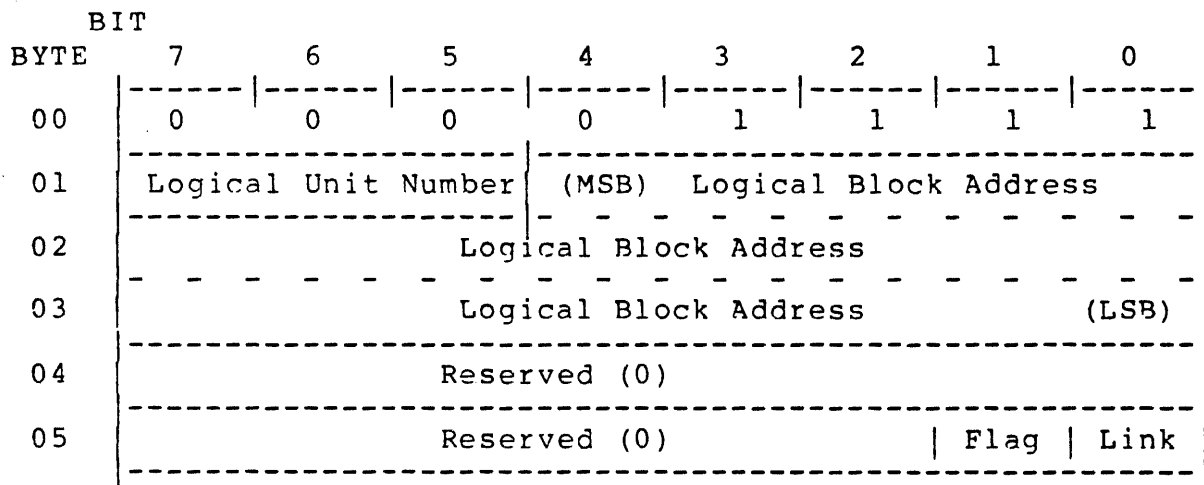 BIT
BYTE 7 6 5 4 3 2 1 0
00 0 0 0 0 1 1 1 1
01 Logical Unit Number (MSB) Logical Block Address
02 Logical Block Address
03 Logical Block Address (LSB)
04 Reserved (0)
05 Reserved (0) Flag Link